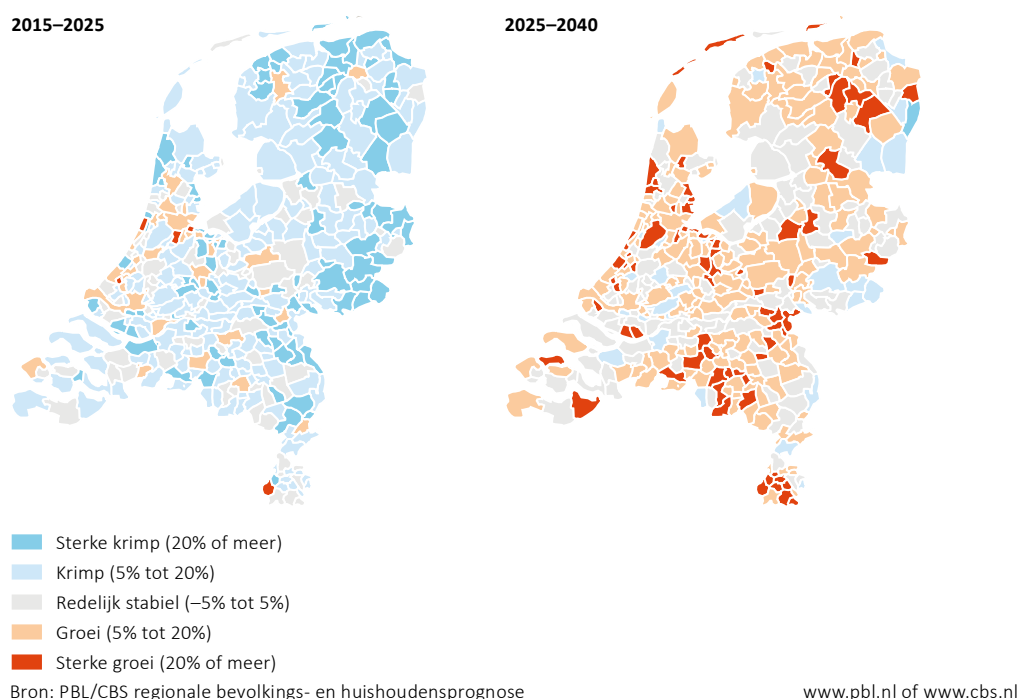 2015–2025
2025–2040
Sterke krimp (20% of meer)
Krimp (5% tot 20%)
Redelijk stabiel (–5% tot 5%)
Groei (5% tot 20%)
Sterke groei (20% of meer)
Bron: PBL/CBS regionale bevolkings- en huishoudensprognose
www.pbl.nl of www.cbs.nl